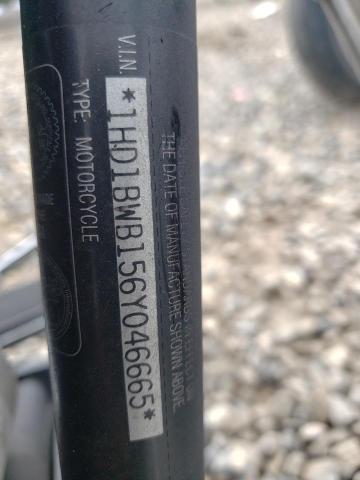 THE DATE OF MANUFACTURE SHOWN ABOVE.
V.I.N.
*1HD1BWB156Y046665*
TYPE: MOTORCYCLE